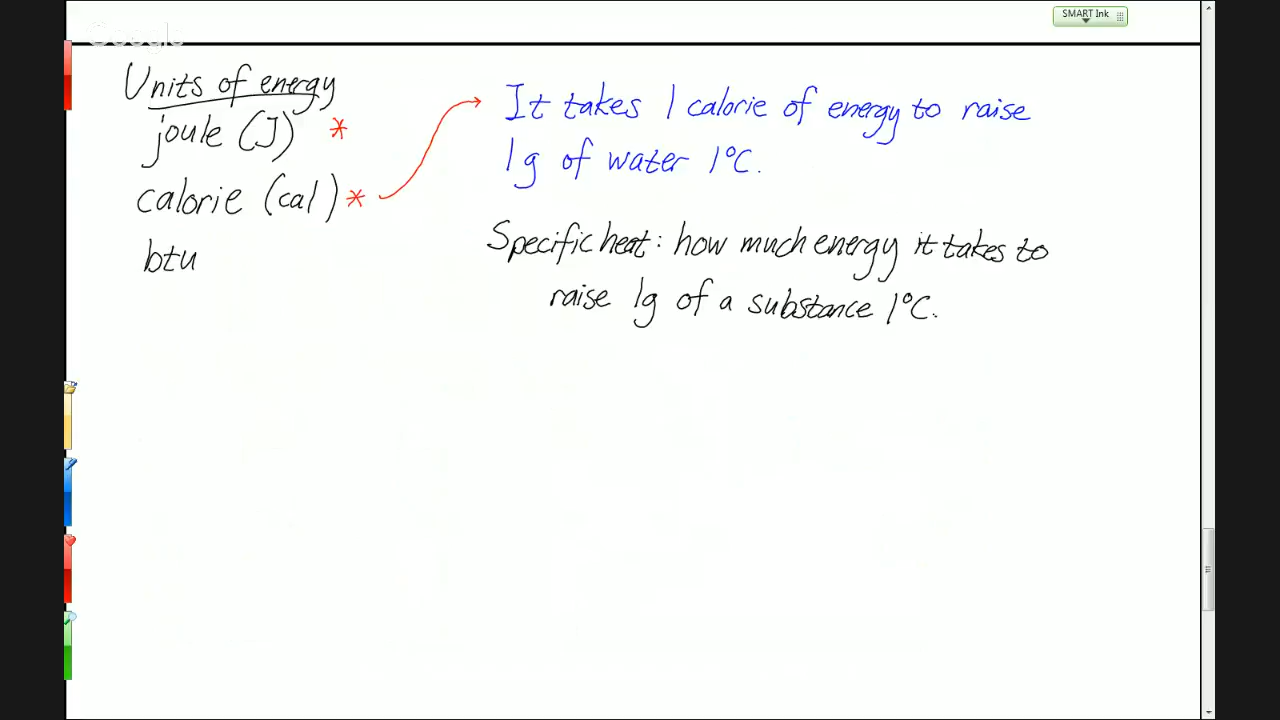 SMART Ink
Google
Units of energy
joule (J) *
calorie (cal) *
btu
It takes 1 calorie of energy to raise
1g of water 1°C.
Specific heat: how much energy it takes to
raise 1g of a substance 1°C.